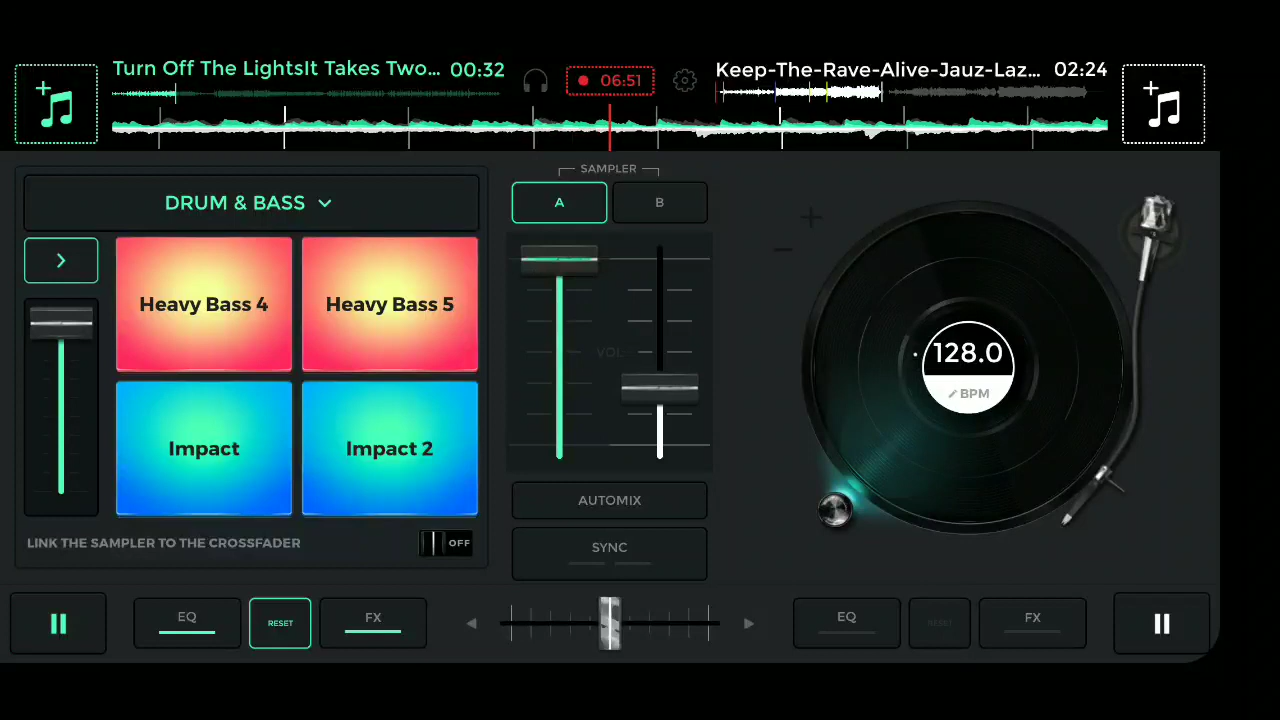 Turn Off The LightsIt Takes Two... 00:32
06:51
Keep-The-Rave-Alive-Jauz-Laz... 02:24
SAMPLER
DRUM & BASS
A
B
Heavy Bass 4
Heavy Bass 5
VOL
128.0
BPM
Impact
Impact 2
AUTOMIX
LINK THE SAMPLER TO THE CROSSFADER
OFF
SYNC
EQ
RESET
FX
EQ
RESET
FX